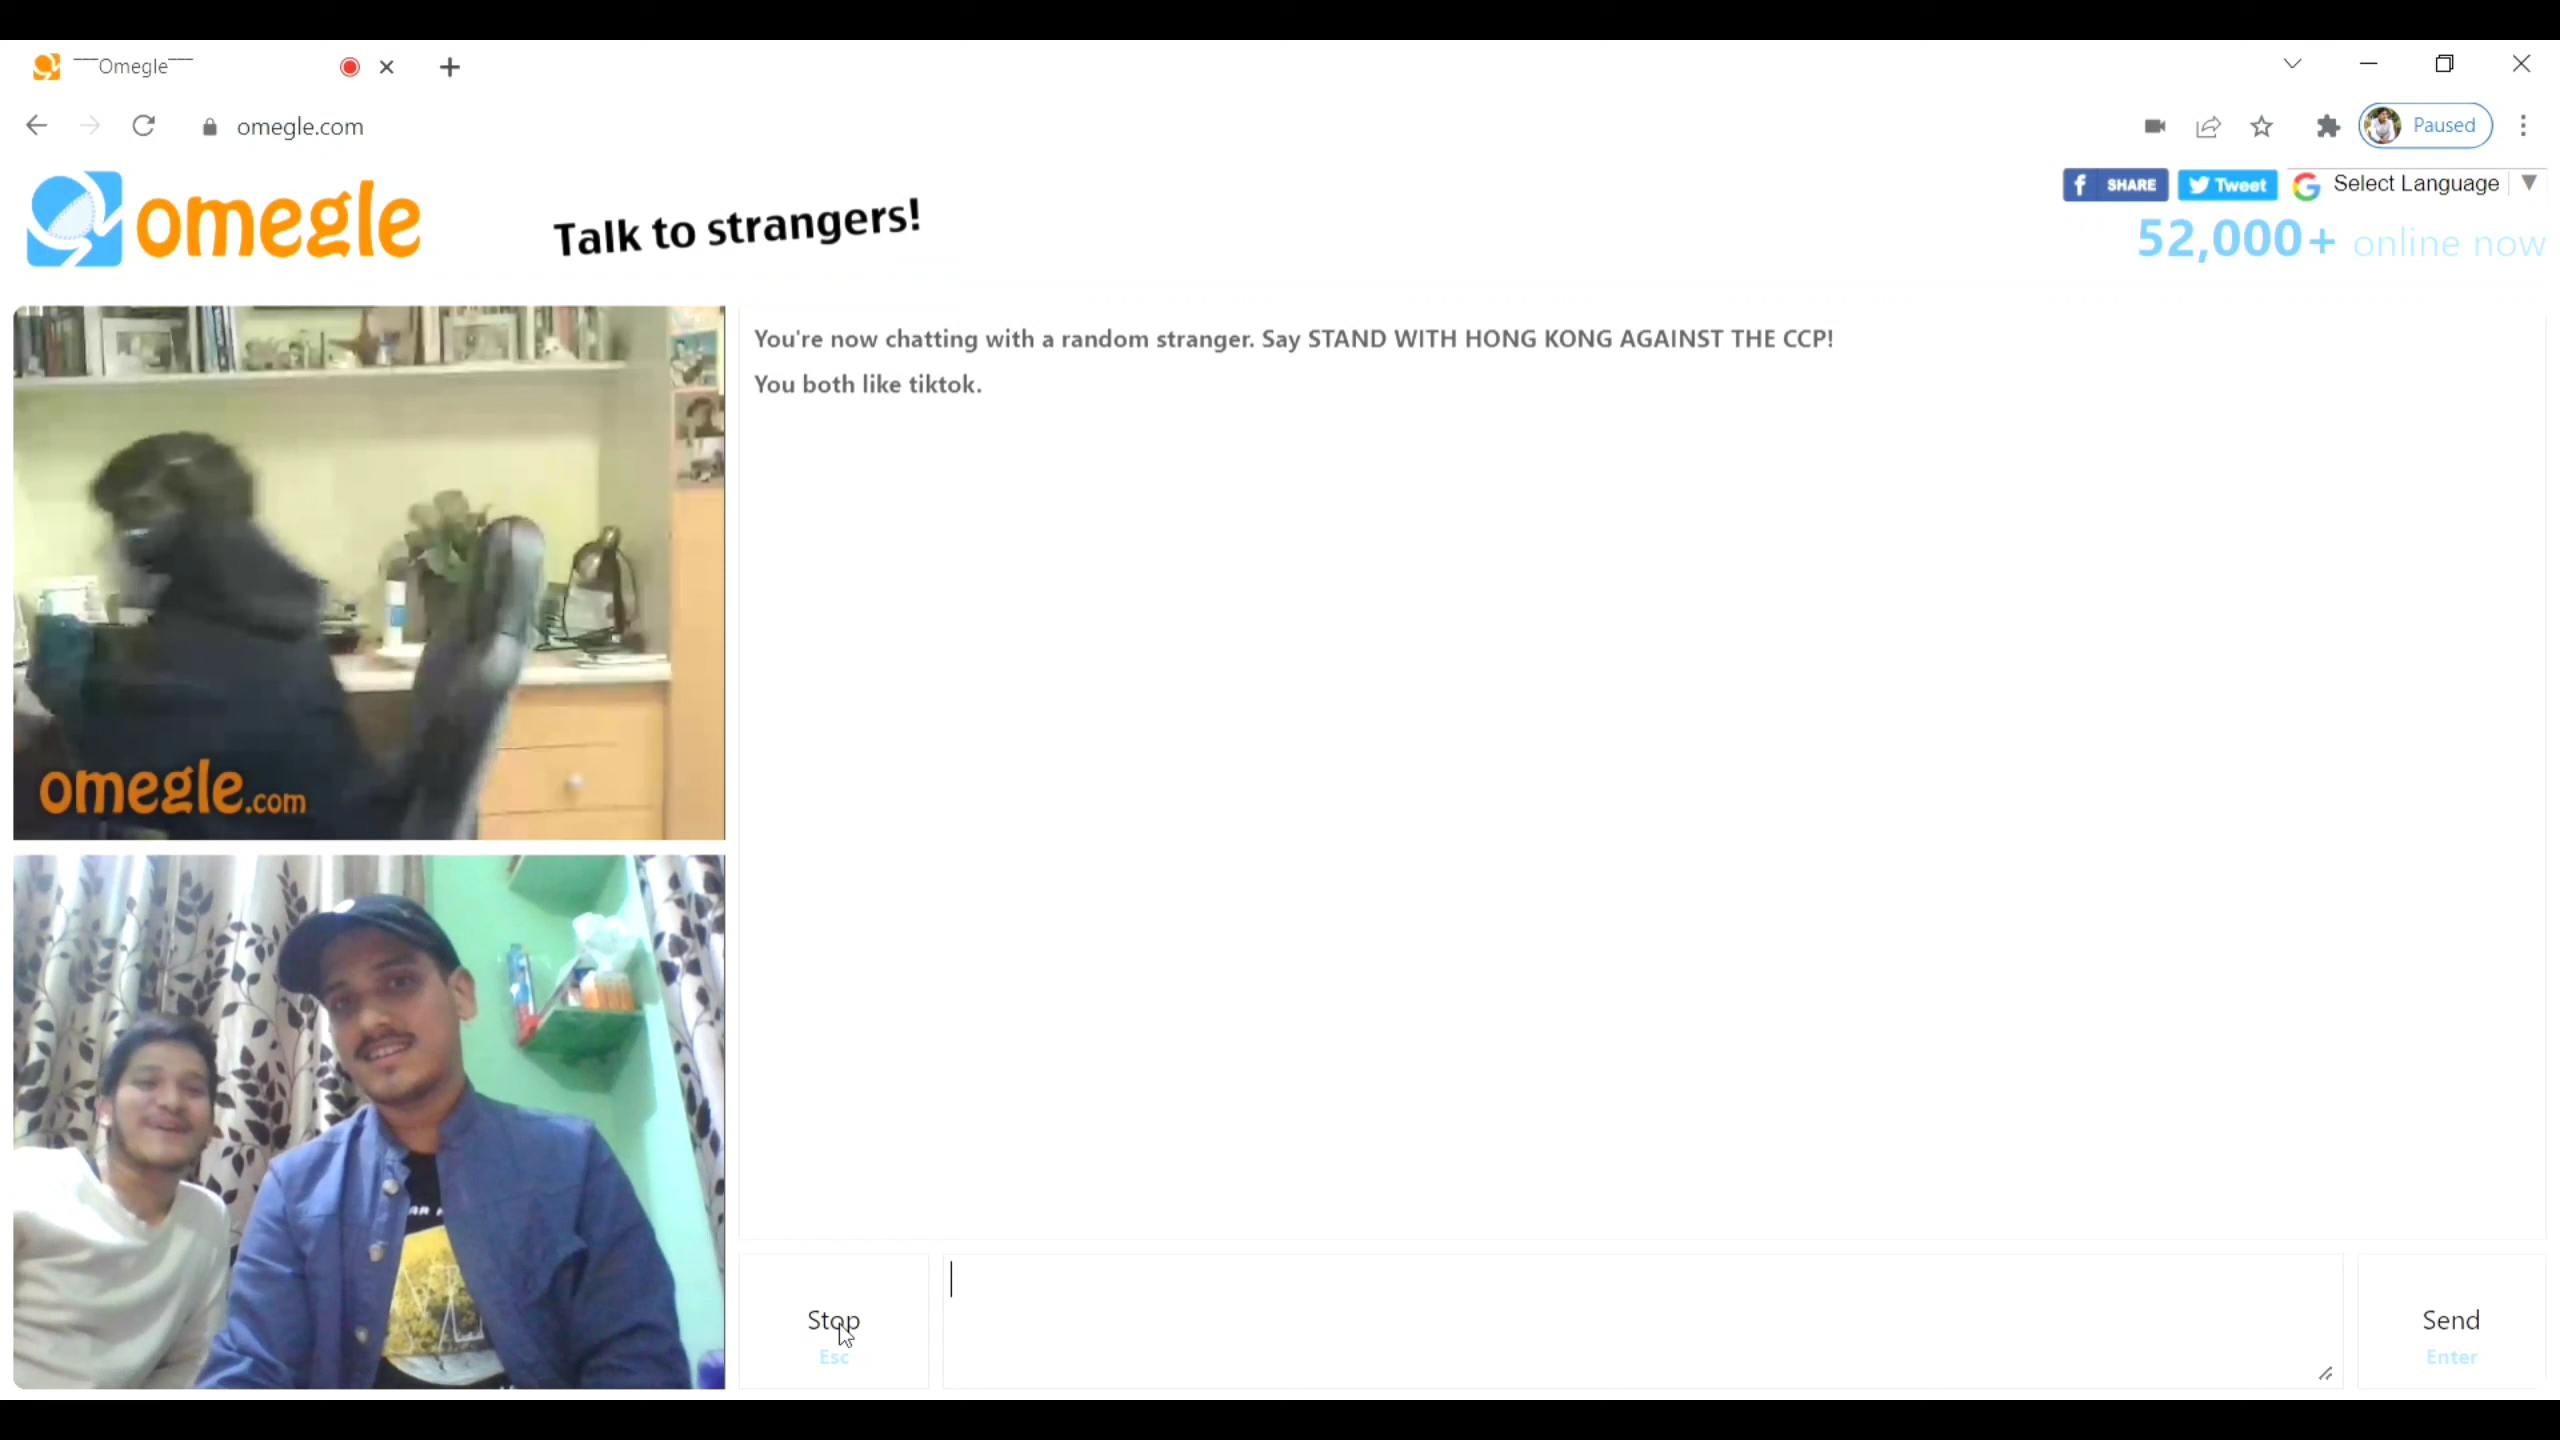 Omegle
omegle.com
Paused
omegle
Talk to strangers!
SHARE
Tweet
Select Language
52,000+ online now
You're now chatting with a random stranger. Say STAND WITH HONG KONG AGAINST THE CCP!
You both like tiktok.
omegle.com
Stop
Esc
Send
Enter